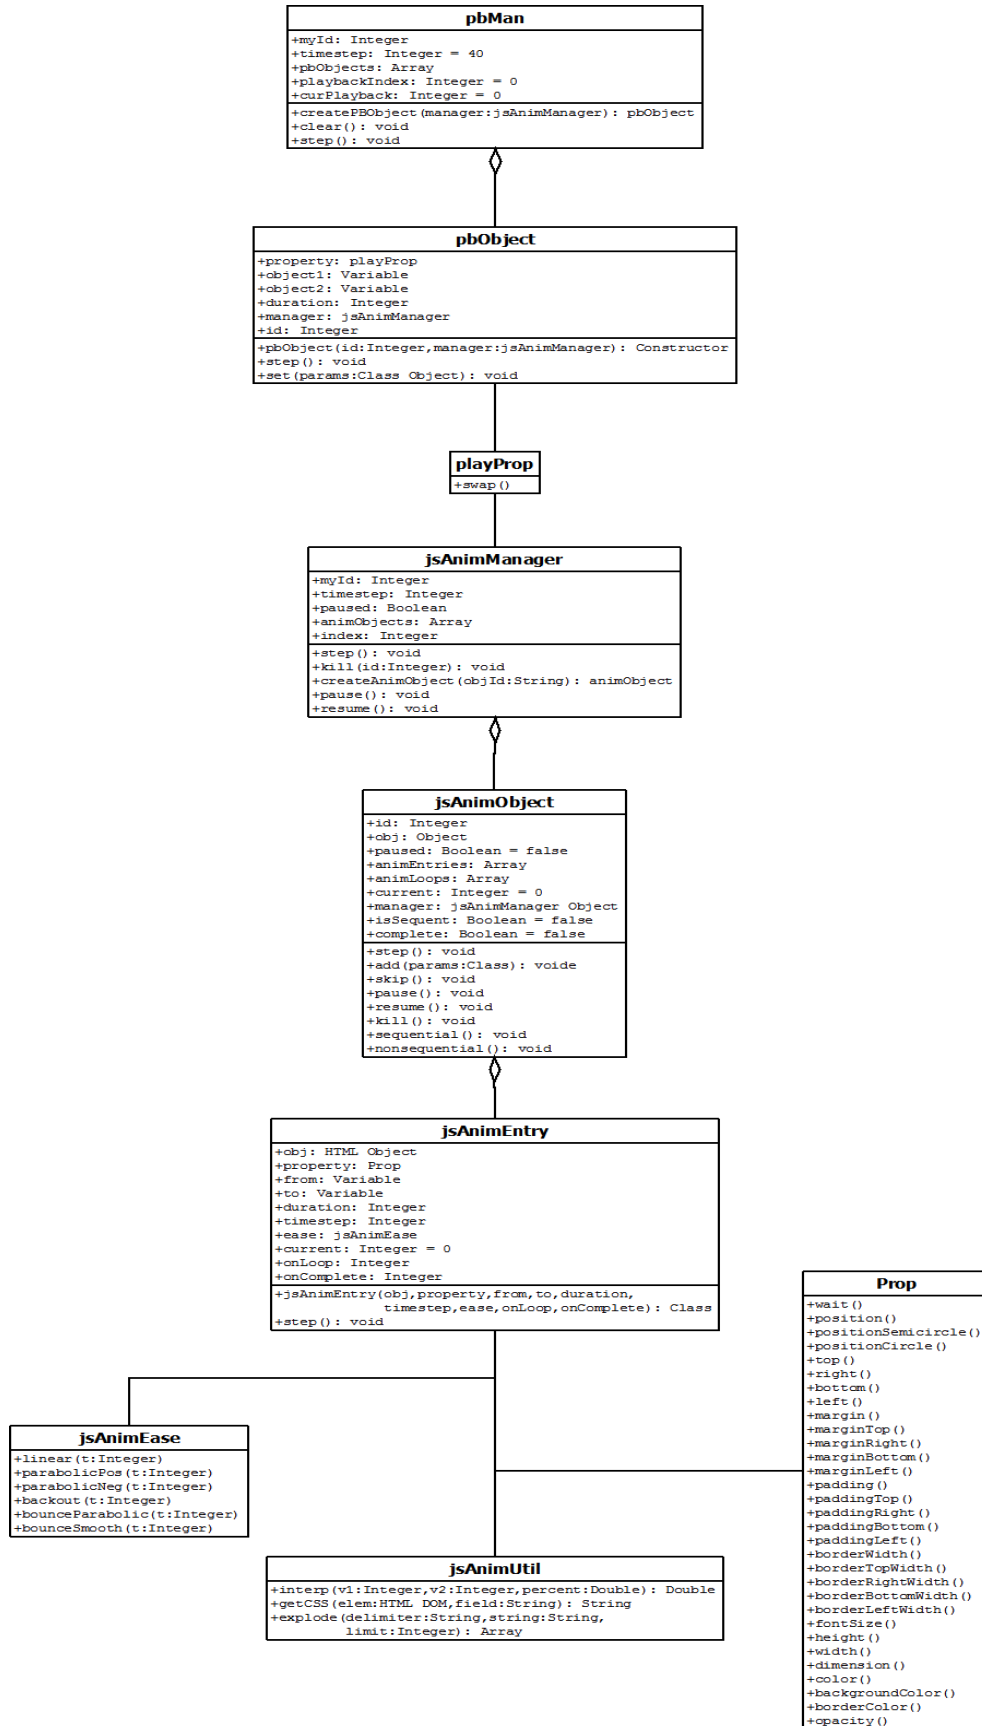 pbMan
+myId: Integer
+timestep: Integer = 40
+pbObjects: Array
+playbackIndex: Integer = 0
+curPlayback: Integer = 0
+createPBObject(manager:jsAnimManager): pbObject
+clear(): void
+step(): void
pbObject
+property: playProp
+object1: Variable
+object2: Variable
+duration: Integer
+manager: jsAnimManager
+id: Integer
+pbObject(id:Integer,manager:jsAnimManager): Constructor
+step(): void
+set(params:Class Object): void
playProp
+swap()
jsAnimManager
+myId: Integer
+timestep: Integer
+paused: Boolean
+animObjects: Array
+index: Integer
+step(): void
+kill(id:Integer): void
+createAnimObject(objId:String): animObject
+pause(): void
+resume(): void
jsAnimObject
+id: Integer
+obj: Object
+paused: Boolean = false
+animEntries: Array
+animLoops: Array
+current: Integer = 0
+manager: jsAnimManager Object
+isSequent: Boolean = false
+complete: Boolean = false
+step(): void
+add(params:Class): voide
+skip(): void
+pause(): void
+resume(): void
+kill(): void
+sequential(): void
+nonsequential(): void
jsAnimEntry
+obj: HTML Object
+property: Prop
+from: Variable
+to: Variable
+duration: Integer
+timestep: Integer
+ease: jsAnimEase
+current: Integer = 0
+onLoop: Integer
+onComplete: Integer
+jsAnimEntry(obj,property,from,to,duration,
timestep,ease,onLoop,onComplete): Class
+step(): void
jsAnimEase
+linear(t:Integer)
+parabolicPos(t:Integer)
+parabolicNeg(t:Integer)
+backout(t:Integer)
+bounceParabolic(t:Integer)
+bounceSmooth(t:Integer)
jsAnimUtil
+interp(v1:Integer,v2:Integer,percent:Double): Double
+getCSS(elem:HTML DOM,field:String): String
+explode(delimiter:String,string:String,
limit:Integer): Array
Prop
+wait()
+position()
+positionSemicircle()
+positionCircle()
+top()
+right()
+bottom()
+left()
+margin()
+marginTop()
+marginRight()
+marginBottom()
+marginLeft()
+padding()
+paddingTop()
+paddingRight()
+paddingBottom()
+paddingLeft()
+borderWidth()
+borderTopWidth()
+borderRightWidth()
+borderBottomWidth()
+borderLeftWidth()
+fontSize()
+height()
+width()
+dimension()
+color()
+backgroundColor()
+borderColor()
+opacity()